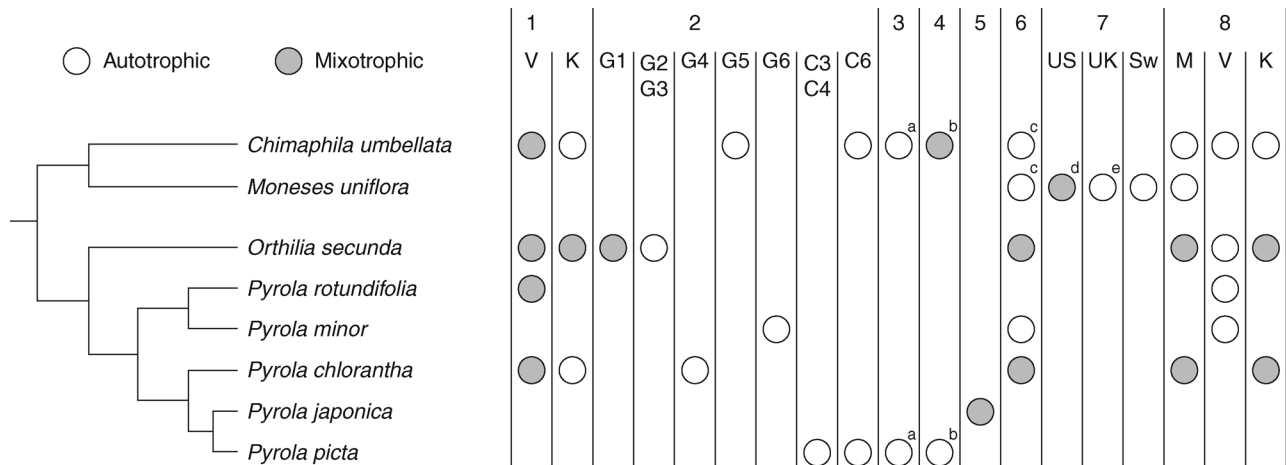 1 2 3 4 5 6 7 8
Autotrophic Mixotrophic V K G1 G2 G4 G5 G6 C3 C6 US UK Sw M V K
G3 C4
Chimaphila umbellata a b c
Moneses uniflora c d e
Orthilia secunda
Pyrola rotundifolia
Pyrola minor
Pyrola chlorantha
Pyrola japonica
Pyrola picta a b